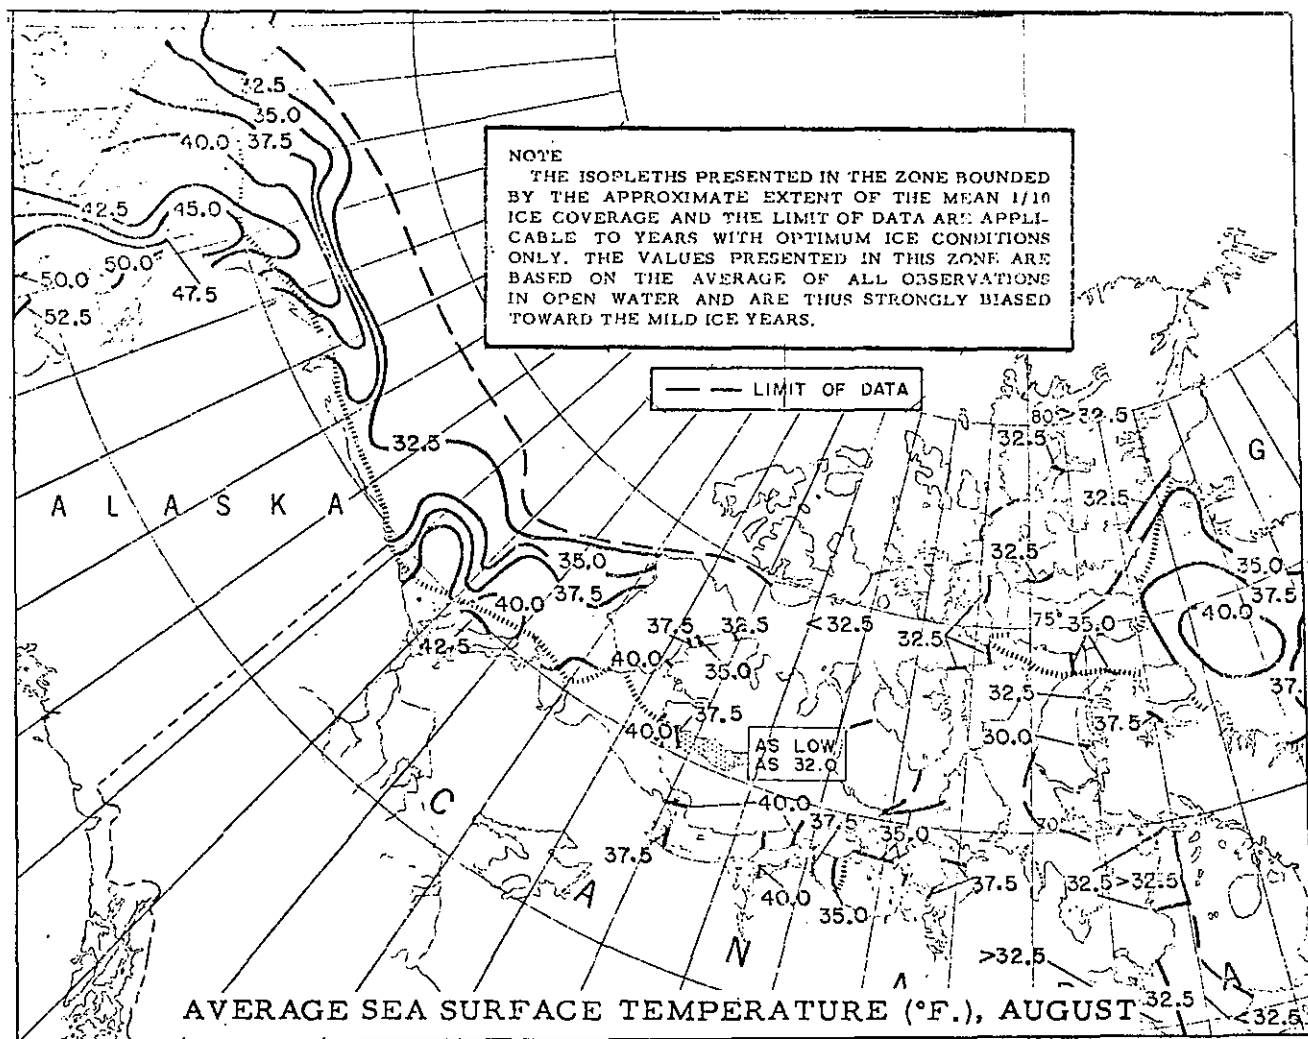 32.5
35.0
40.0 37.5
42.5 45.0
50.0 50.0
47.5
52.5
NOTE
THE ISOPLETHS PRESENTED IN THE ZONE BOUNDED
BY THE APPROXIMATE EXTENT OF THE MEAN 1/10
ICE COVERAGE AND THE LIMIT OF DATA ARE APPLI-
CABLE TO YEARS WITH OPTIMUM ICE CONDITIONS
ONLY. THE VALUES PRESENTED IN THIS ZONE ARE
BASED ON THE AVERAGE OF ALL OBSERVATIONS
IN OPEN WATER AND ARE THUS STRONGLY BIASED
TOWARD THE MILD ICE YEARS.
LIMIT OF DATA
80 >32.5
32.5
32.5
G
32.5
ALASKA
32.5
35.0
37.5
40.0
42.5
35.0
37.5
40.0
37.
37.5 32.5 <32.5 32.5
75° 35.0
40.0
35.0
32.5
37.5
37.5
40.0
30.0
AS LOW
AS 32.0
40.0
37.5
35.0
70
37.5
37.5
32.5 >32.5
40.0
35.0
C
A
N
A
>32.5
A
32.5
<32.5
AVERAGE SEA SURFACE TEMPERATURE (°F.), AUGUST